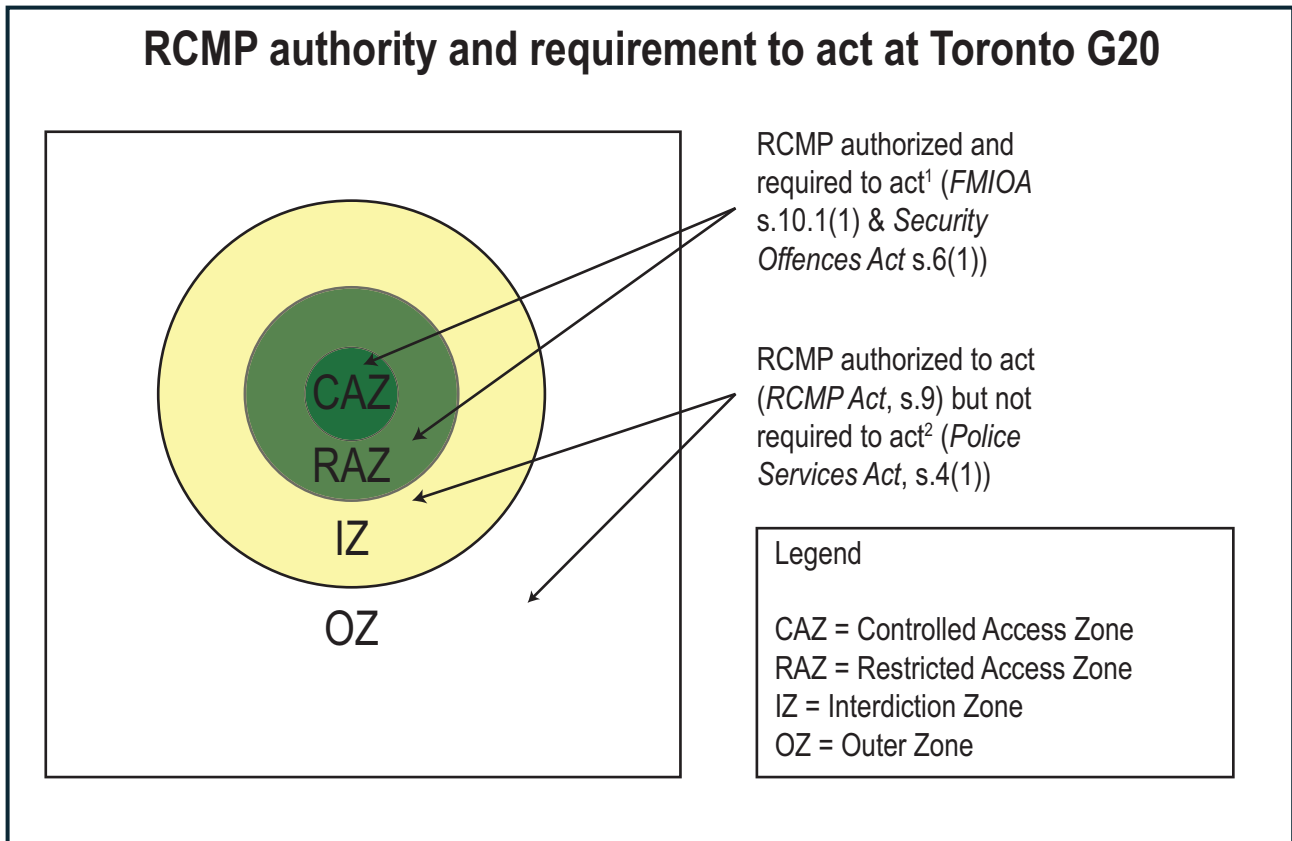 RCMP authority and requirement to act at Toronto G20
CAZ
RAZ
IZ
OZ
RCMP authorized and
required to act¹ (FMIOA
s.10.1(1) & Security
Offences Act s.6(1))
RCMP authorized to act
(RCMP Act, s.9) but not
required to act² (Police
Services Act, s.4(1))
Legend
CAZ = Controlled Access Zone
RAZ = Restricted Access Zone
IZ = Interdiction Zone
OZ = Outer Zone